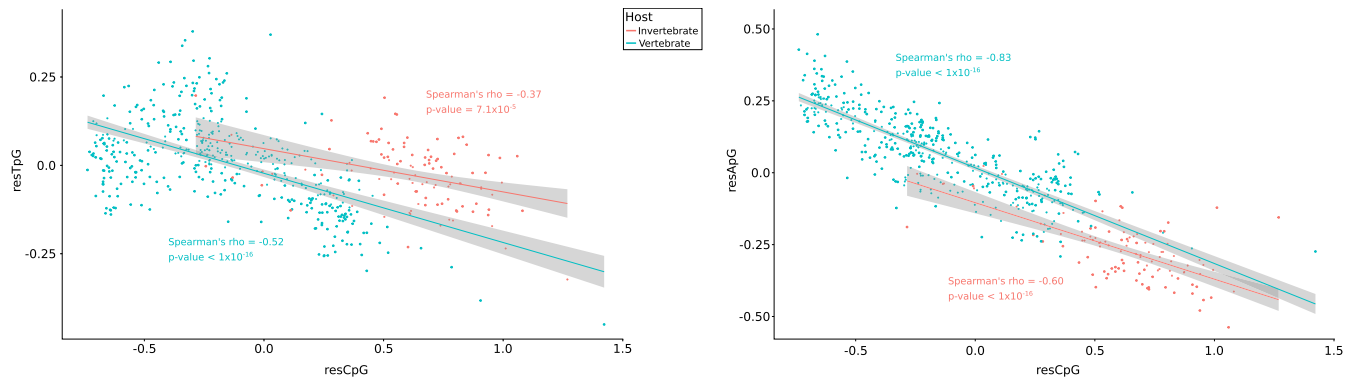 resTpG
0.25
0.0
-0.25
-0.5
0.0
0.5
1.0
1.5
resCpG
Spearman's rho = -0.37
p-value = 7.1x10-5
Spearman's rho = -0.52
p-value < 1x10-16
Host
Invertebrate
Vertebrate
resApG
0.50
0.25
0.0
-0.25
-0.50
-0.5
0.0
0.5
1.0
1.5
resCpG
Spearman's rho = -0.83
p-value < 1x10-16
Spearman's rho = -0.60
p-value < 1x10-16